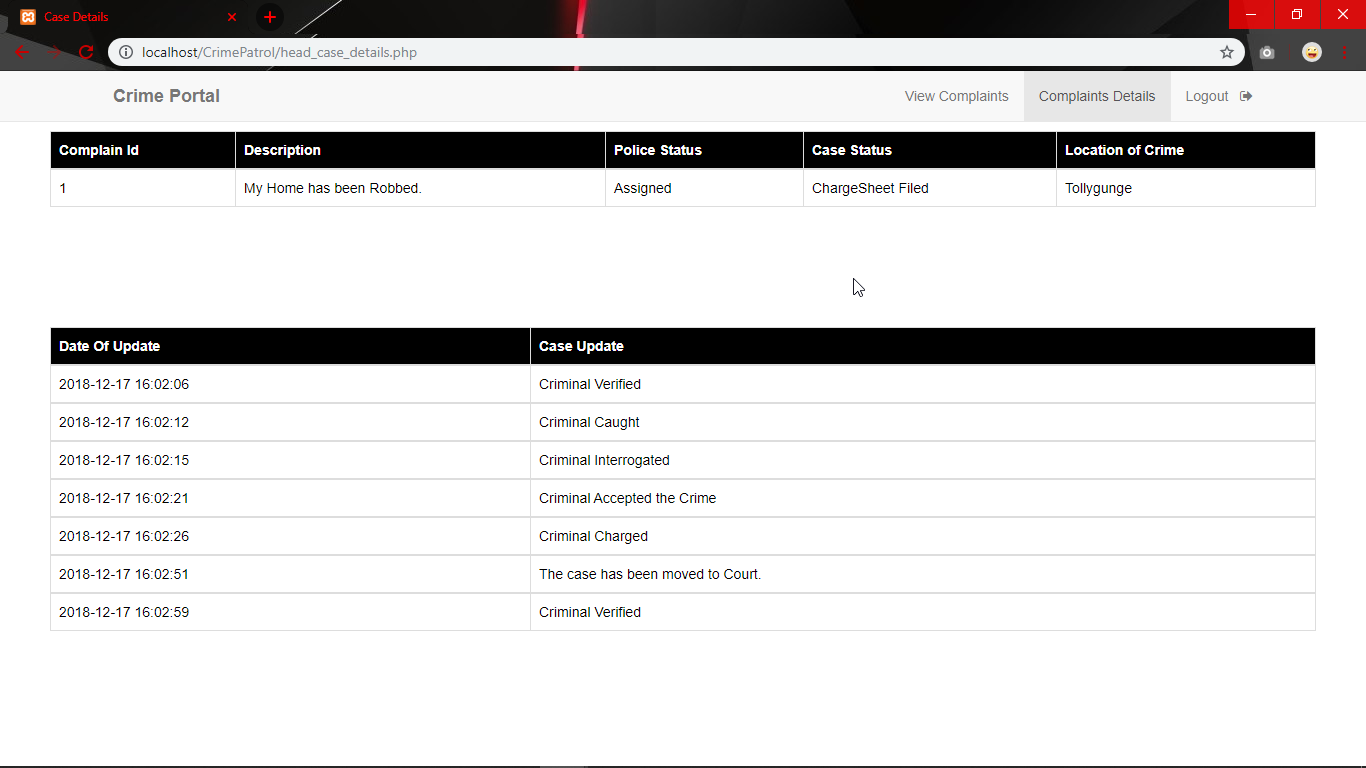 Case Details
localhost/CrimePatrol/head_case_details.php
Crime Portal View Complaints Complaints Details Logout
Complain Id Description Police Status Case Status Location of Crime
1 My Home has been Robbed. Assigned ChargeSheet Filed Tollygunge
Date Of Update Case Update
2018-12-17 16:02:06 Criminal Verified
2018-12-17 16:02:12 Criminal Caught
2018-12-17 16:02:15 Criminal Interrogated
2018-12-17 16:02:21 Criminal Accepted the Crime
2018-12-17 16:02:26 Criminal Charged
2018-12-17 16:02:51 The case has been moved to Court.
2018-12-17 16:02:59 Criminal Verified